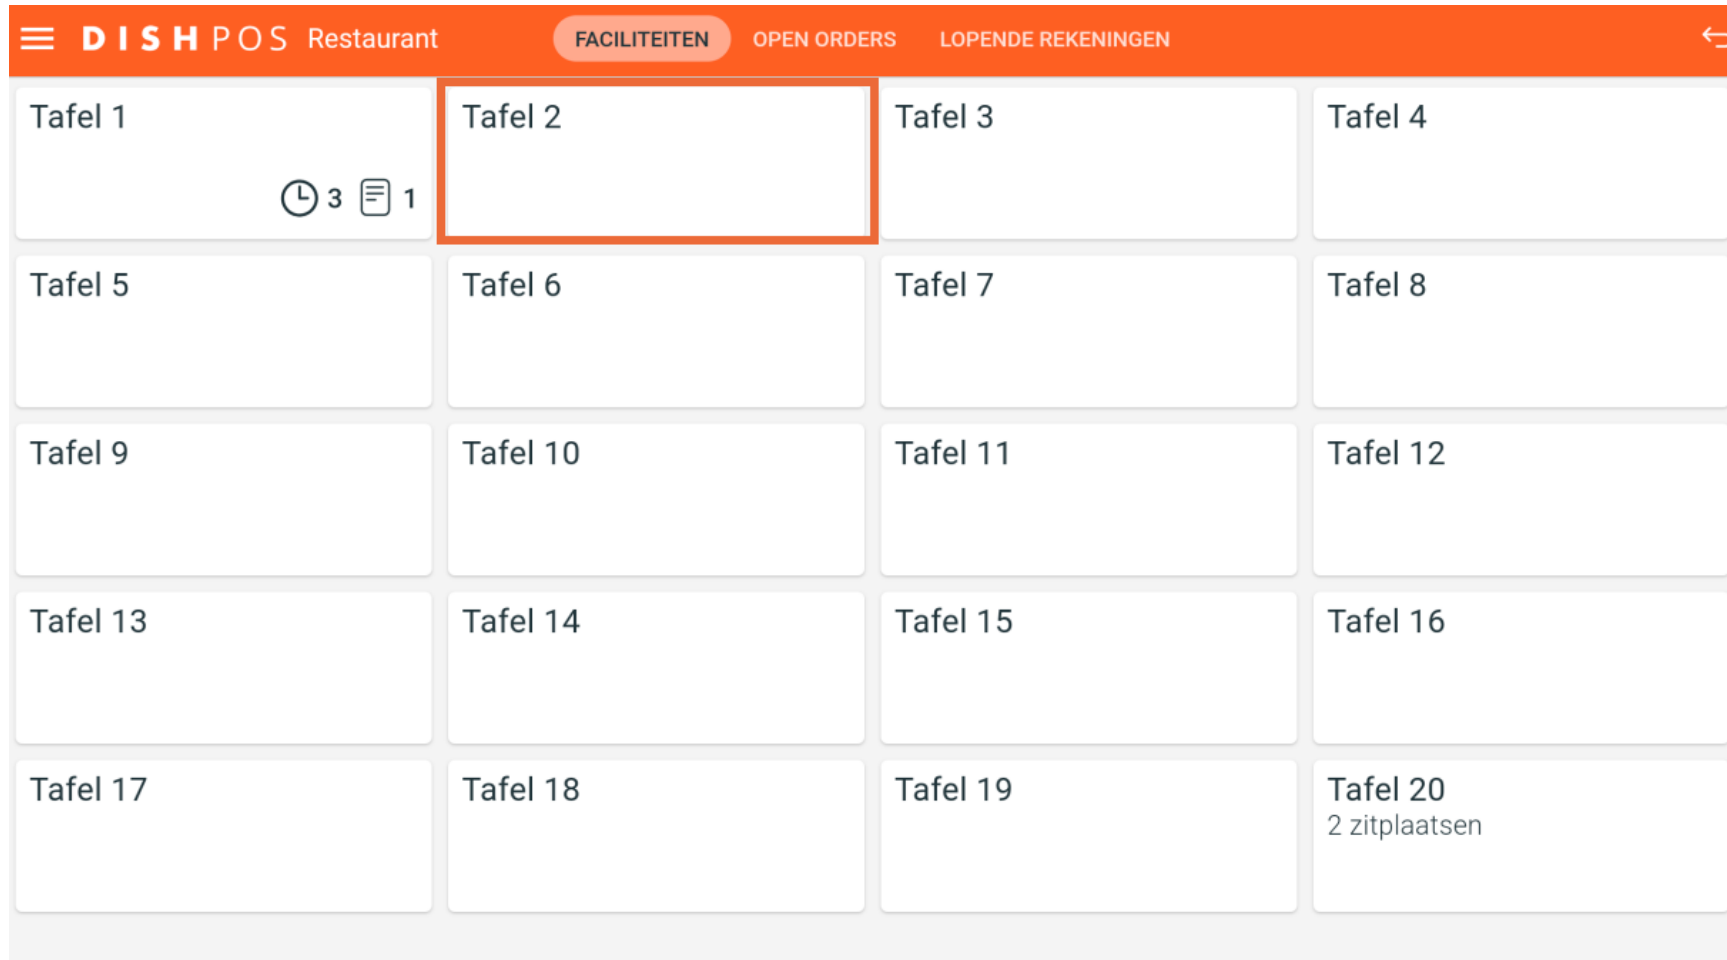 DISH POS Restaurant FACILITEITEN OPEN ORDERS LOPENDE REKENINGEN
Tafel 1
3 1
Tafel 2
Tafel 3
Tafel 4
Tafel 5
Tafel 6
Tafel 7
Tafel 8
Tafel 9
Tafel 10
Tafel 11
Tafel 12
Tafel 13
Tafel 14
Tafel 15
Tafel 16
Tafel 17
Tafel 18
Tafel 19
Tafel 20
2 zitplaatsen